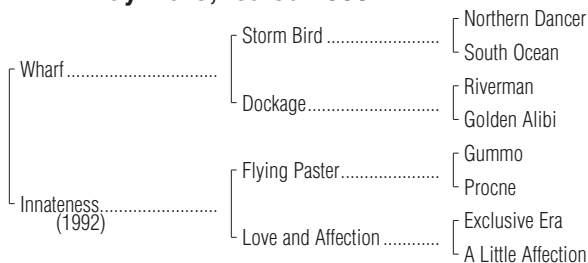 Northern Dancer
Storm Bird ..........................
South Ocean
Wharf ...................................
Riverman
Dockage..............................
Golden Alibi
Gummo
Flying Paster.......................
Procne
Innateness...........................
(1992)
Exclusive Era
Love and Affection .............
A Little Affection